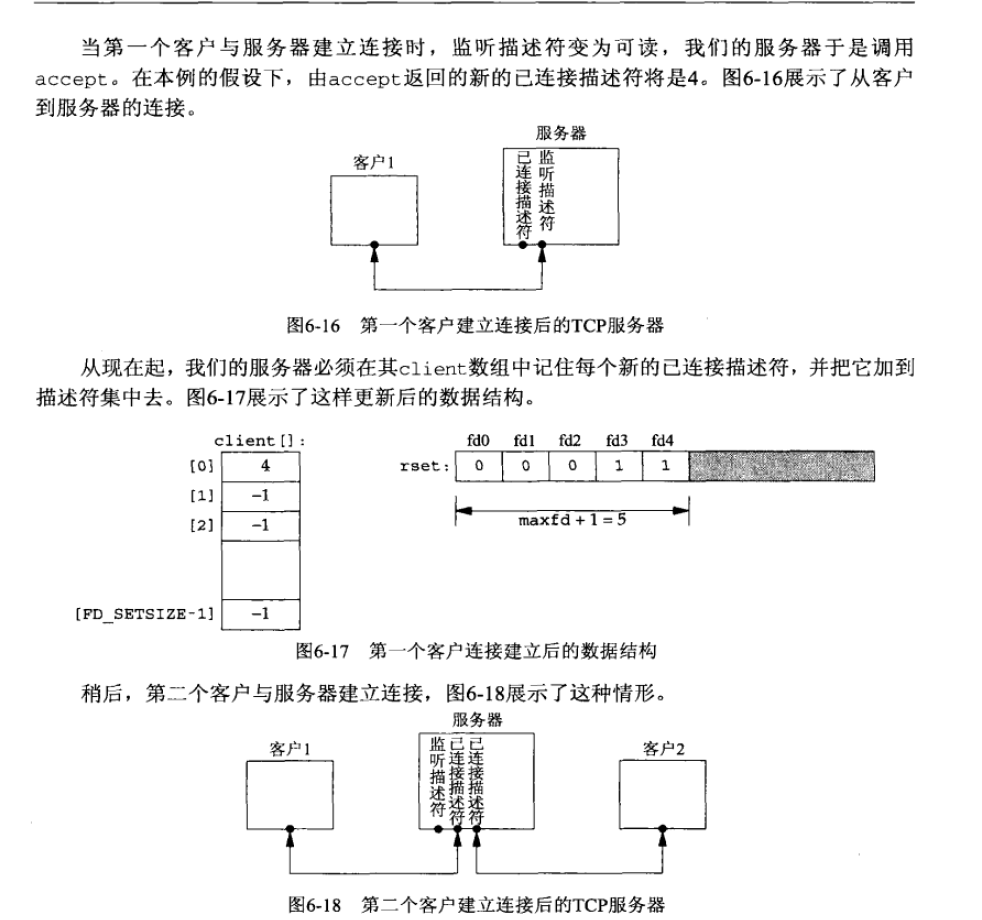 当第一个客户与服务器建立连接时，监听描述符变为可读，我们的服务器于是调用
accept。在本例的假设下，由accept返回的新的已连接描述符将是4。图6-16展示了从客户
到服务器的连接。
服务器
客户1
已连接描述符
监听描述符
图6-16 第一个客户建立连接后的TCP服务器
从现在起，我们的服务器必须在其client数组中记住每个新的已连接描述符，并把它加到
描述符集中去。图6-17展示了这样更新后的数据结构。
client[]:
[0] 4
[1] -1
[2] -1
[FD_SETSIZE-1] -1
fd0 fd1 fd2 fd3 fd4
rset: 0 0 0 1 1
maxfd + 1 = 5
图6-17 第一个客户连接建立后的数据结构
稍后，第二个客户与服务器建立连接，图6-18展示了这种情形。
服务器
客户1
监听描述符
已连接描述符
已连接描述符
客户2
图6-18 第二个客户建立连接后的TCP服务器